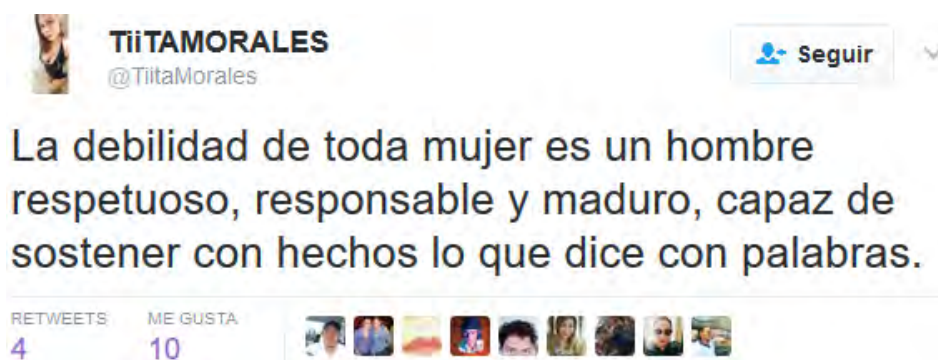 TiiTAMORALES
@TiitaMorales
Seguir
La debilidad de toda mujer es un hombre
respetuoso, responsable y maduro, capaz de
sostener con hechos lo que dice con palabras.
RETWEETS ME GUSTA
4 10